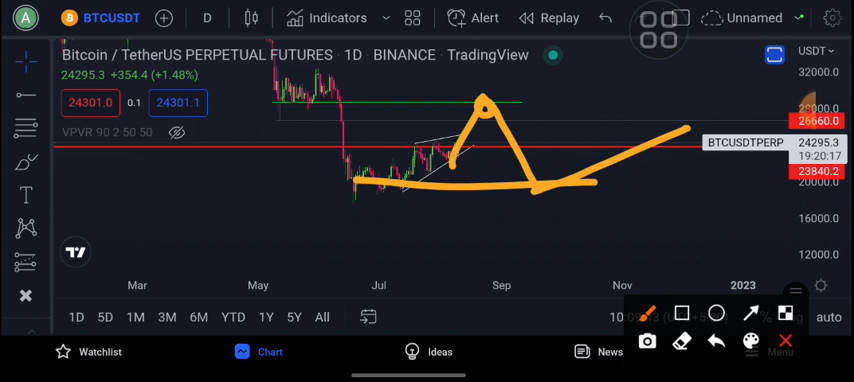 A
BTCUSDT
D
Indicators
Alert
Replay
Unnamed
Bitcoin / TetherUS PERPETUAL FUTURES · 1D · BINANCE · TradingView
USDT
24295.3 +354.4 (+1.48%)
32000.0
24301.0
0.1
24301.1
28000.0
26660.0
VPVR 90 2 50 50
BTCUSDTPERP
24295.3
19:20:17
23840.2
20000.0
16000.0
12000.0
Mar
May
Jul
Sep
Nov
2023
1D
5D
1M
3M
6M
YTD
1Y
5Y
All
%
auto
Watchlist
Chart
Ideas
News
Menu